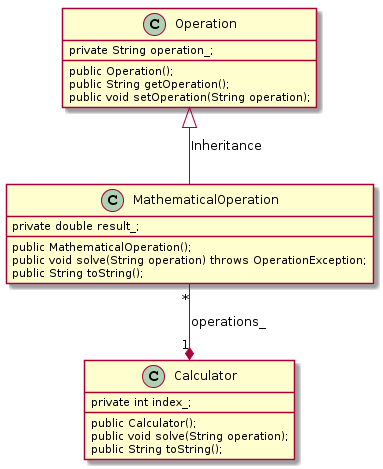 C Operation
private String operation_;
public Operation();
public String getOperation();
public void setOperation(String operation);
Inheritance
C MathematicalOperation
private double result_;
public MathematicalOperation();
public void solve(String operation) throws OperationException;
public String toString();
*
operations_
1
C Calculator
private int index_;
public Calculator();
public void solve(String operation);
public String toString();